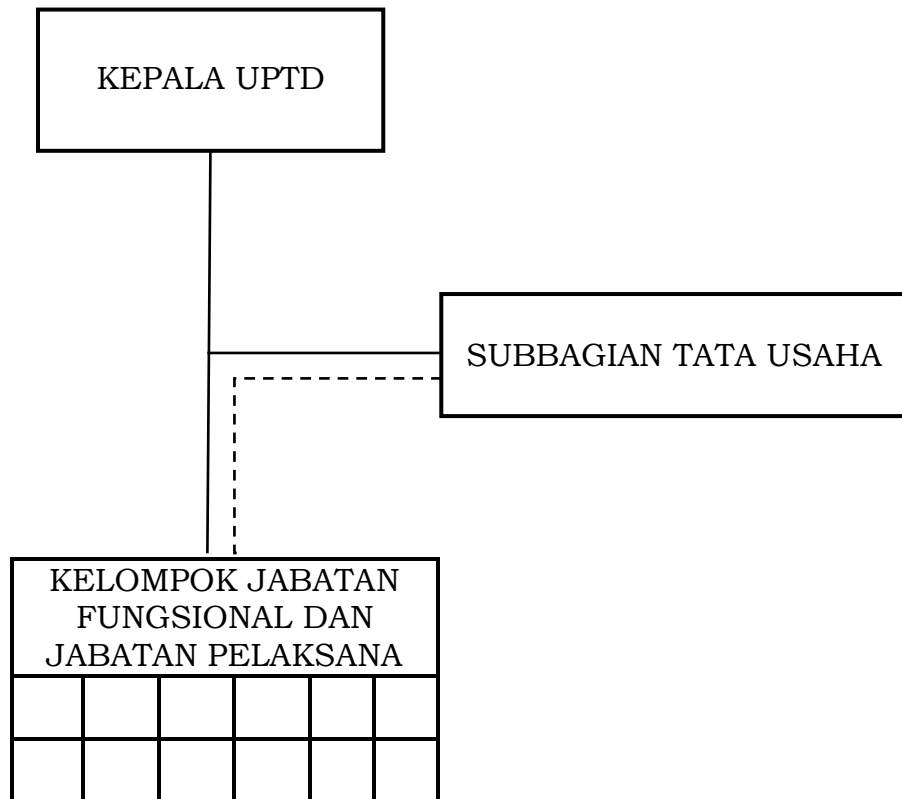 KEPALA UPTD
SUBBAGIAN TATA USAHA
KELOMPOK JABATAN
FUNGSIONAL DAN
JABATAN PELAKSANA